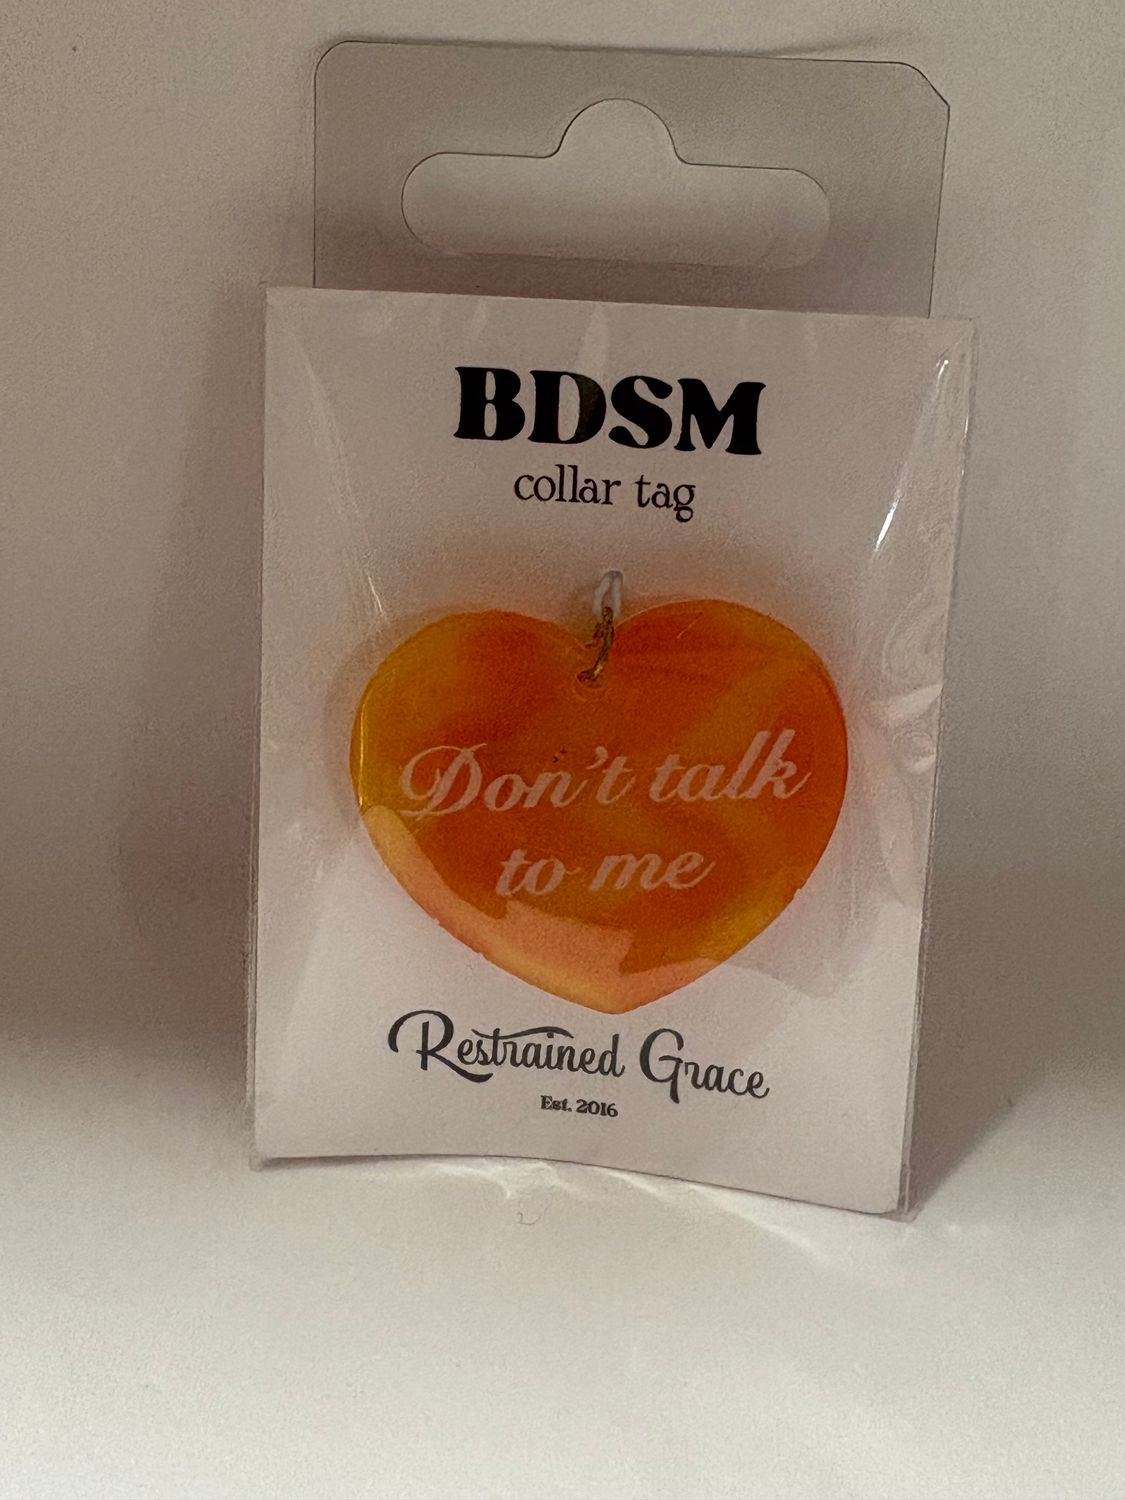 BDSM
collar tag
Don't talk
to me
Restrained Grace
Est. 2016